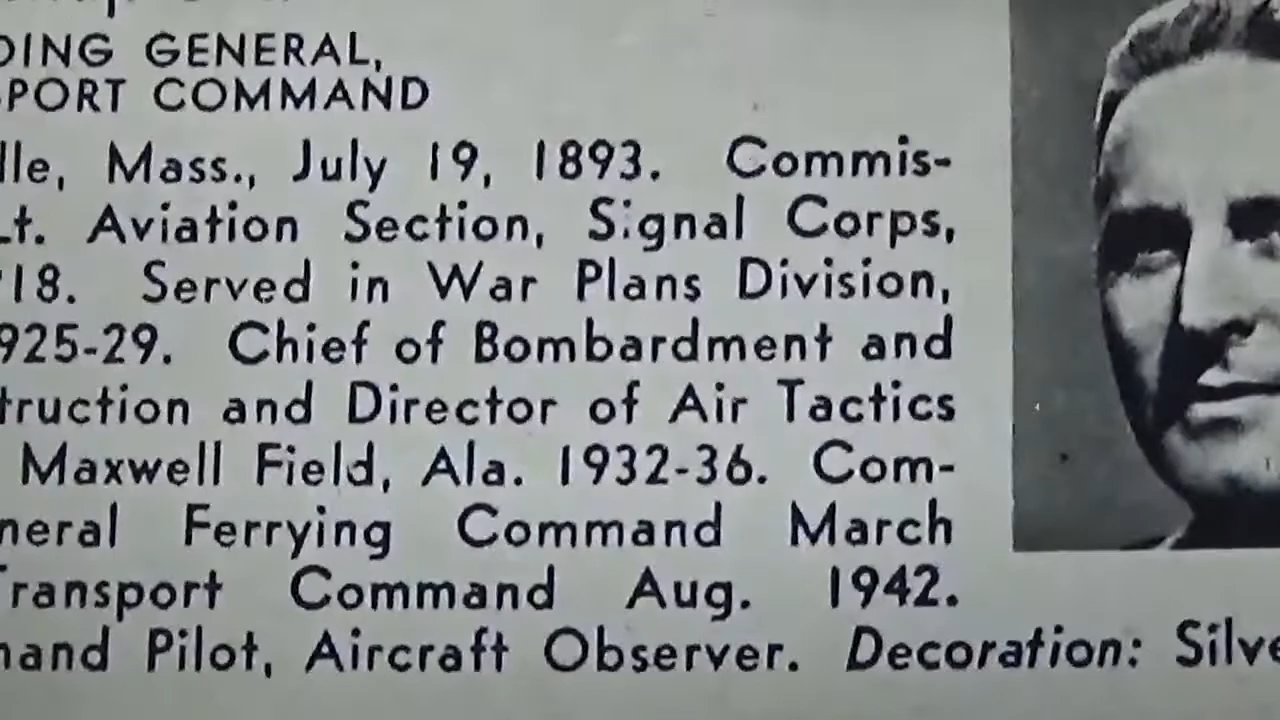 DING GENERAL,
PORT COMMAND
lle, Mass., July 19, 1893. Commis-
Lt. Aviation Section, Signal Corps,
18. Served in War Plans Division,
925-29. Chief of Bombardment and
truction and Director of Air Tactics
Maxwell Field, Ala. 1932-36. Com-
neral Ferrying Command March
Transport Command Aug. 1942.
mand Pilot, Aircraft Observer. Decoration: Silve